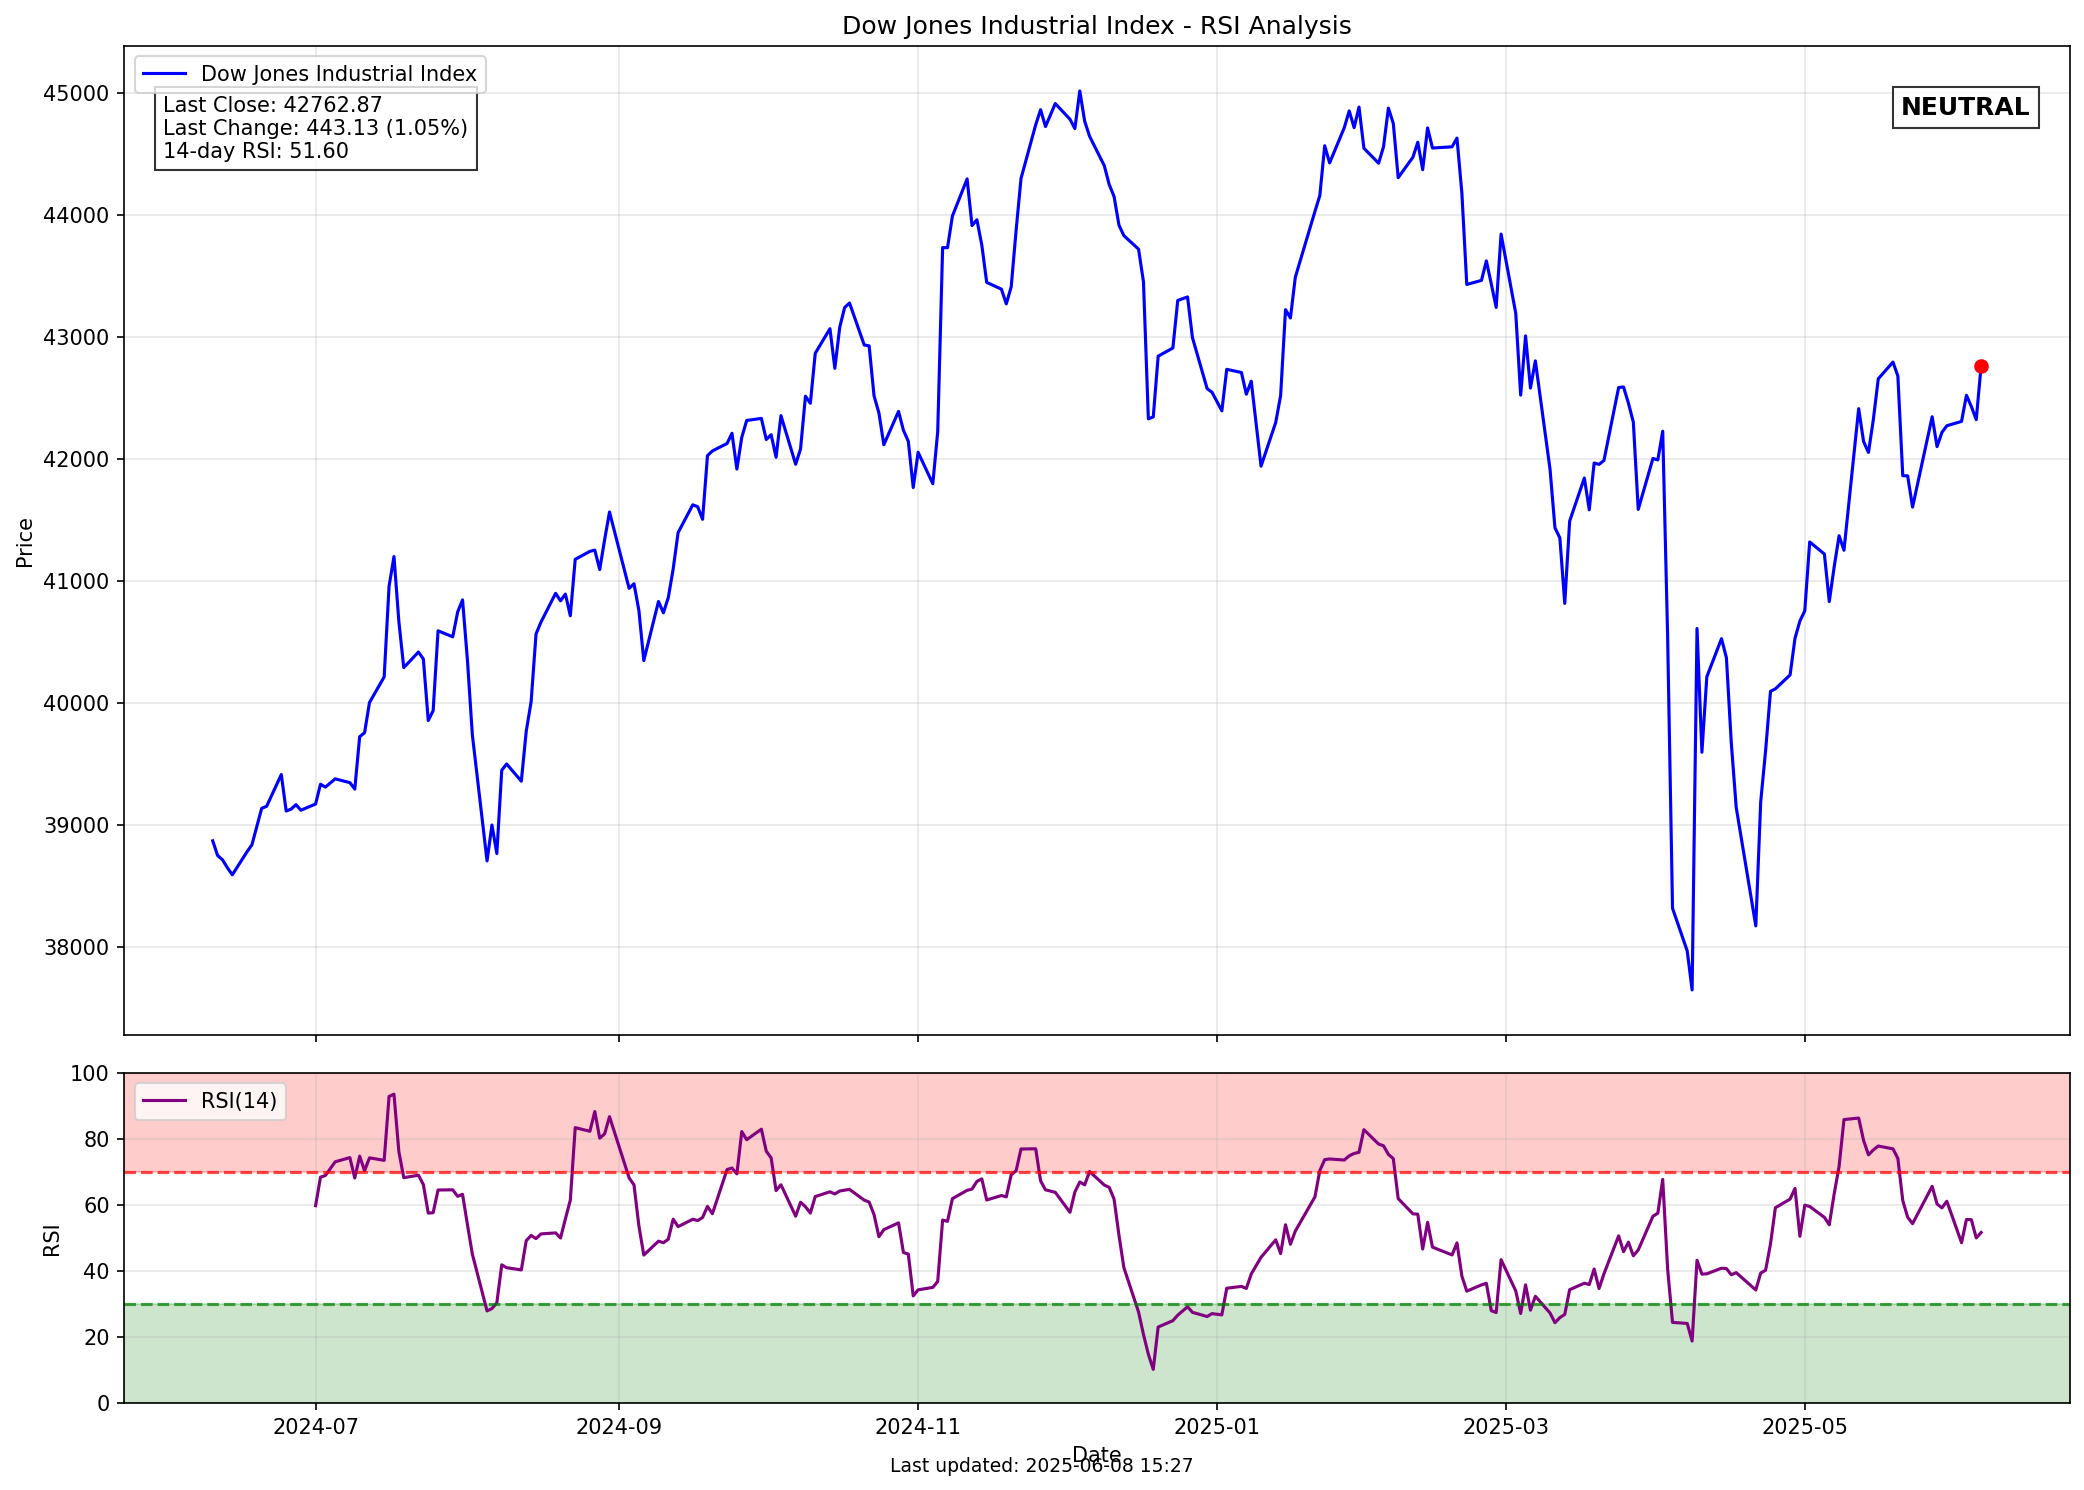 Dow Jones Industrial Index - RSI Analysis
Dow Jones Industrial Index
Last Close: 42762.87
Last Change: 443.13 (1.05%)
14-day RSI: 51.60
NEUTRAL
45000
44000
43000
42000
41000
40000
39000
38000
Price
RSI(14)
100
80
60
40
20
0
RSI
2024-07
2024-09
2024-11
2025-01
2025-03
2025-05
Date
Last updated: 2025-06-08 15:27